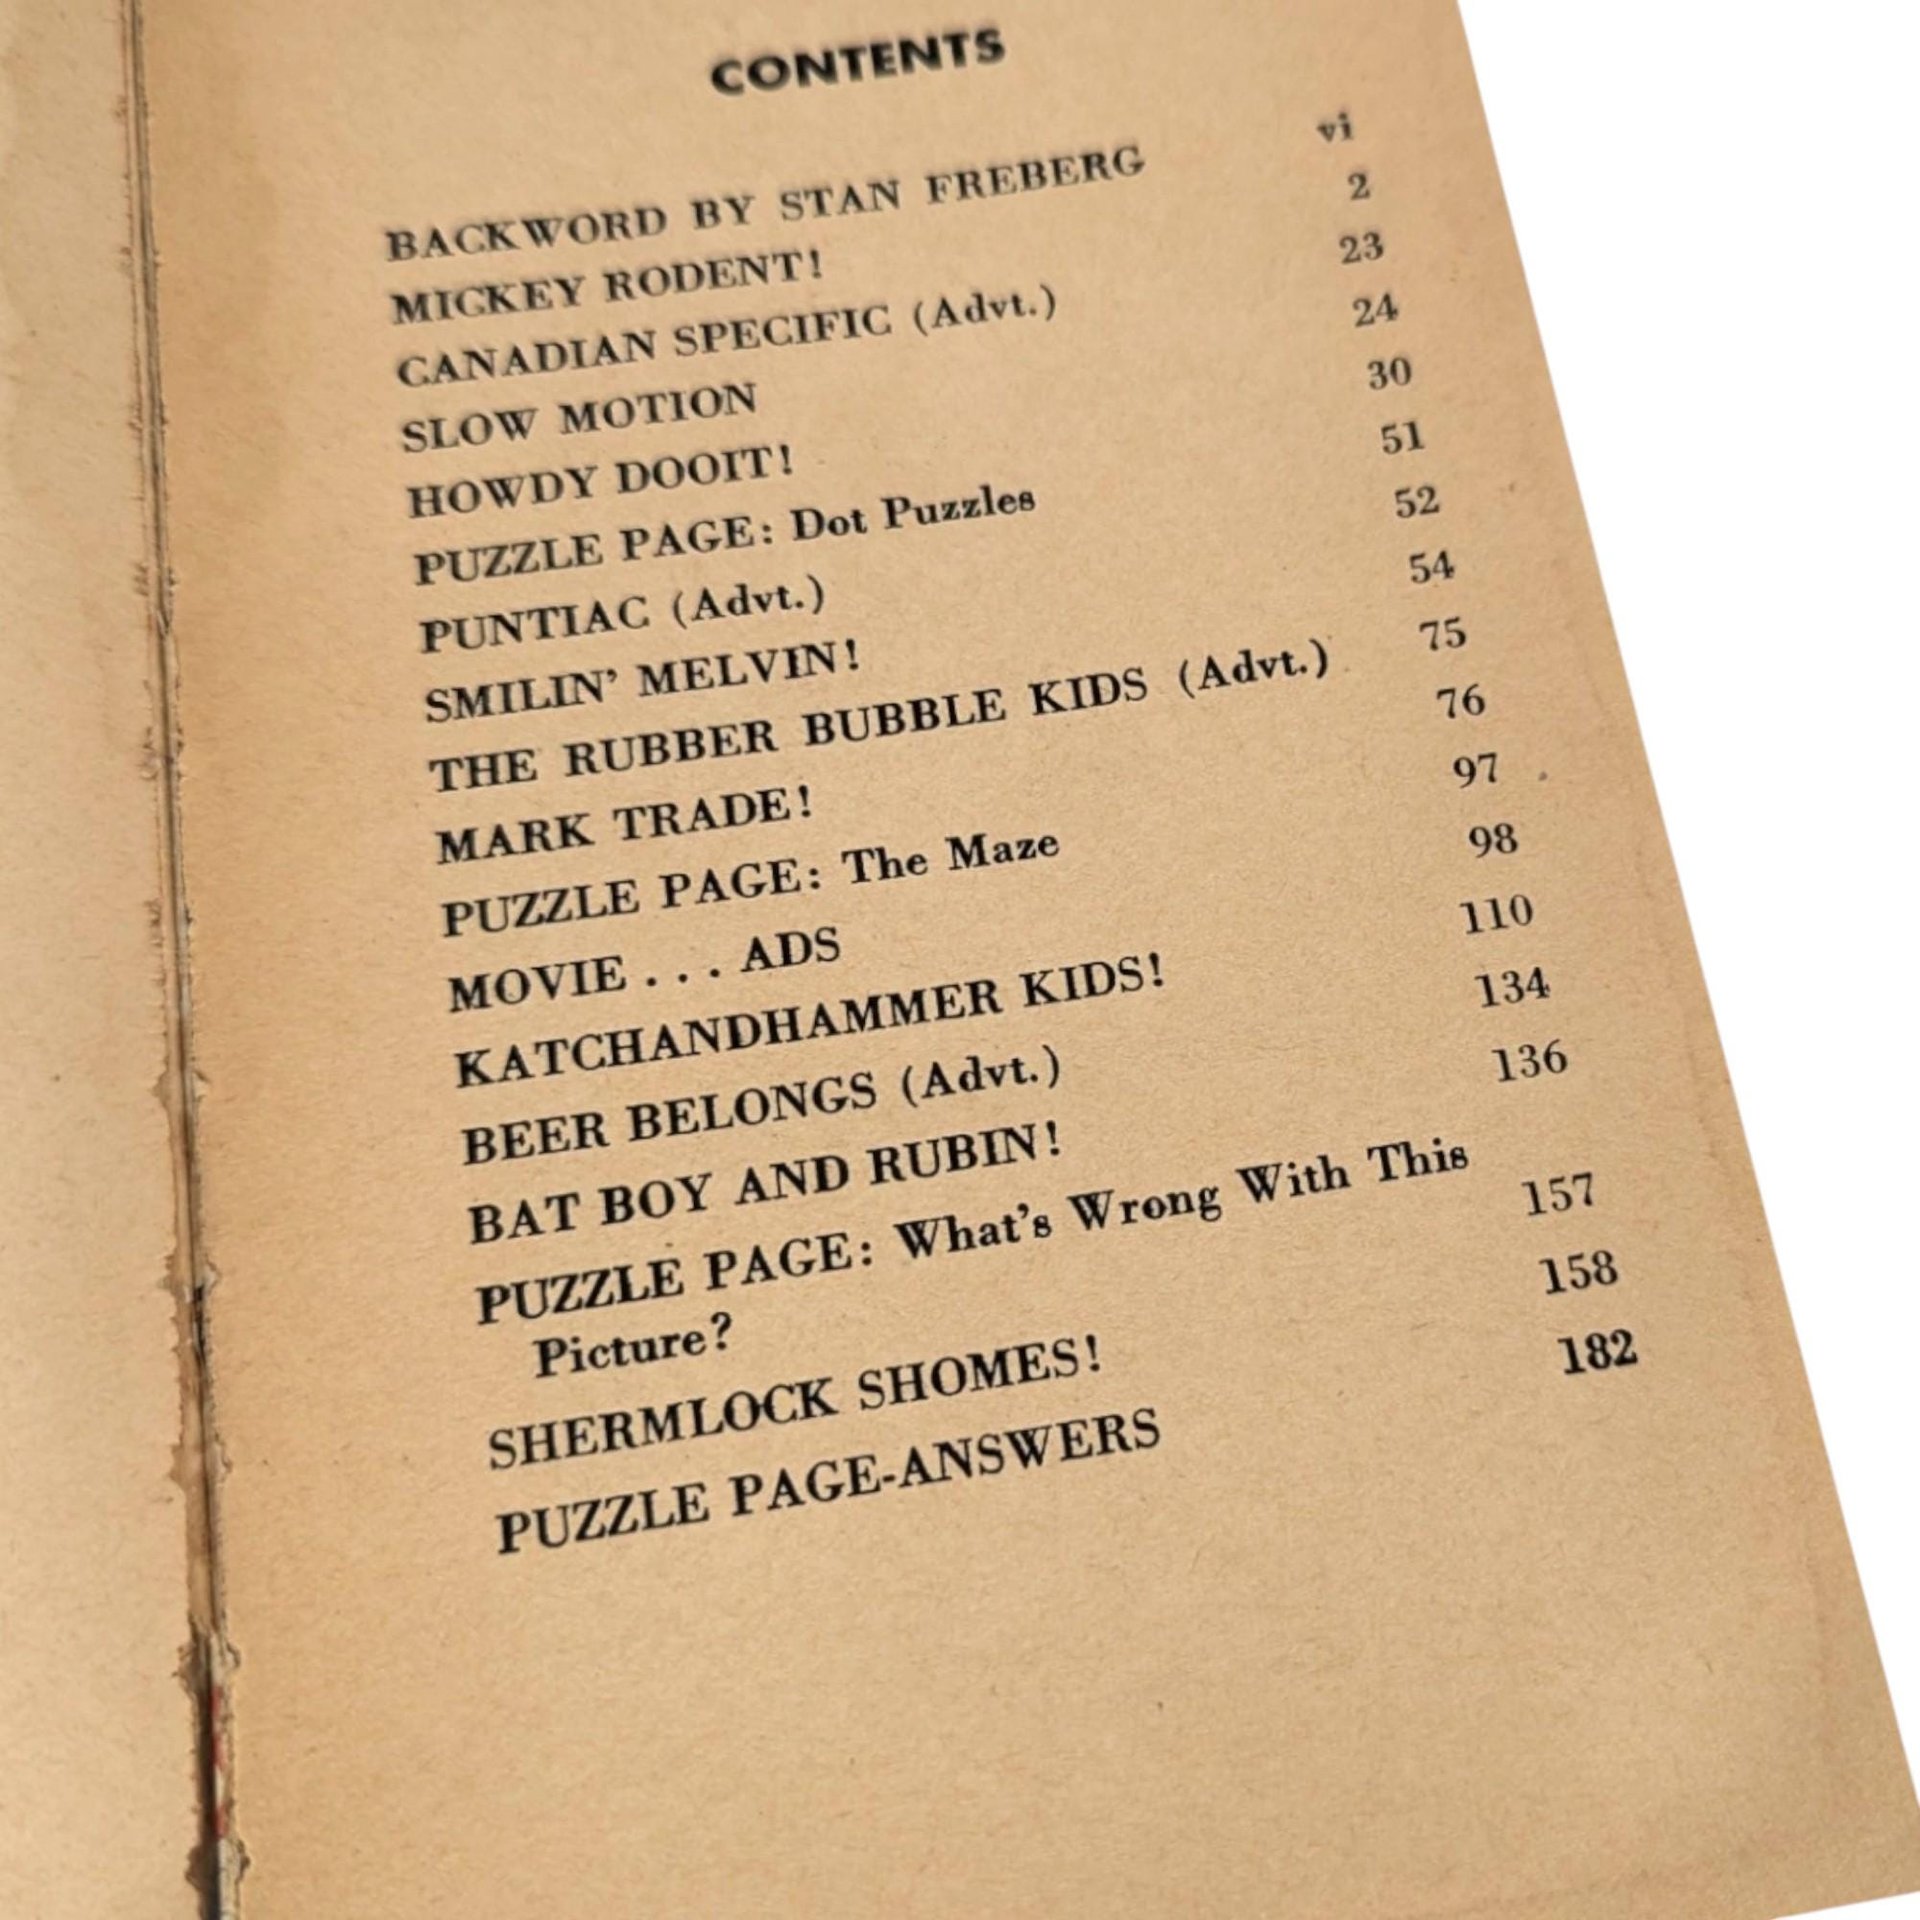 CONTENTS
BACKWORD BY STAN FREBERG vi
MICKEY RODENT! 2
CANADIAN SPECIFIC (Advt.) 23
SLOW MOTION 24
HOWDY DOOIT! 30
PUZZLE PAGE: Dot Puzzles 51
PUNTIAC (Advt.) 52
SMILIN' MELVIN! 54
THE RUBBER BUBBLE KIDS (Advt.) 75
MARK TRADE! 76
PUZZLE PAGE: The Maze 97
MOVIE . . . ADS 98
KATCHANDHAMMER KIDS! 110
BEER BELONGS (Advt.) 134
BAT BOY AND RUBIN! 136
PUZZLE PAGE: What's Wrong With This
Picture? 157
SHERMLOCK SHOMES! 158
PUZZLE PAGE-ANSWERS 182